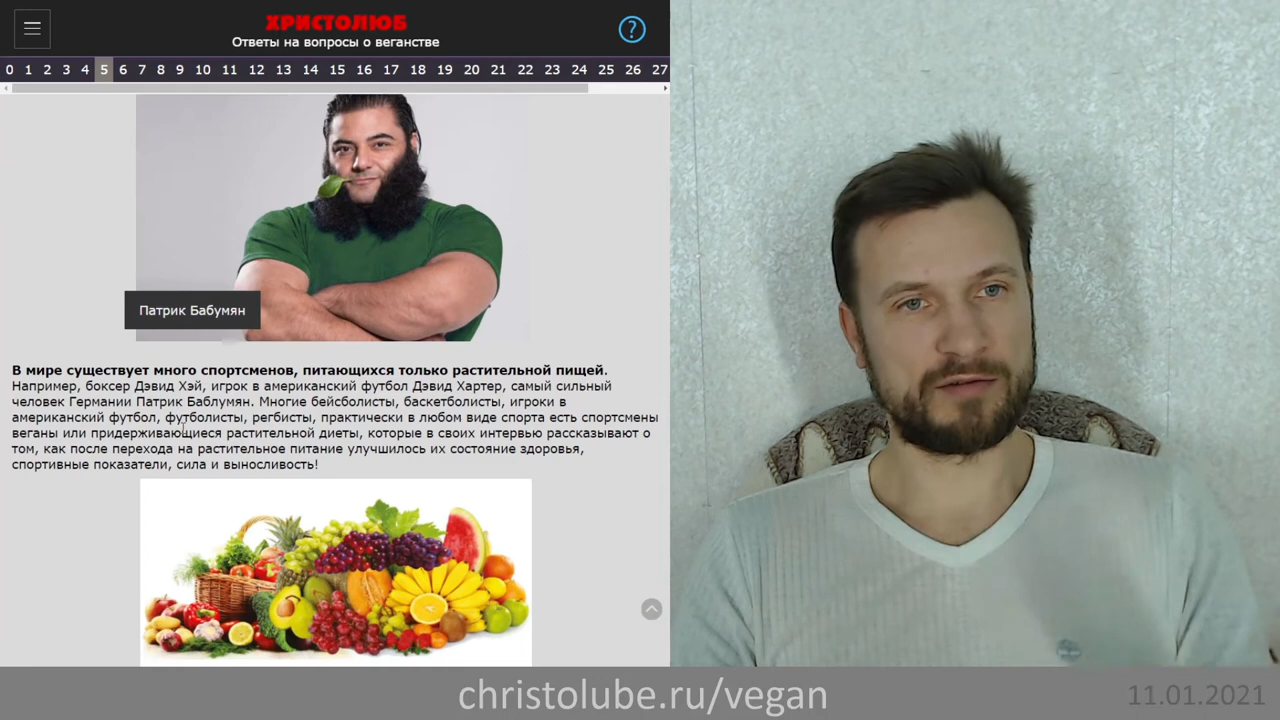 ХРИСТОЛЮБ
Ответы на вопросы о веганстве
?
0 1 2 3 4 5 6 7 8 9 10 11 12 13 14 15 16 17 18 19 20 21 22 23 24 25 26 27
Патрик Бабумян
В мире существует много спортсменов, питающихся только растительной пищей.
Например, боксер Дэвид Хэй, игрок в американский футбол Дэвид Хартер, самый сильный
человек Германии Патрик Баблумян. Многие бейсболисты, баскетболисты, игроки в
американский футбол, футболисты, регбисты, практически в любом виде спорта есть спортсмены
веганы или придерживающиеся растительной диеты, которые в своих интервью рассказывают о
том, как после перехода на растительное питание улучшилось их состояние здоровья,
спортивные показатели, сила и выносливость!
christolube.ru/vegan
11.01.2021